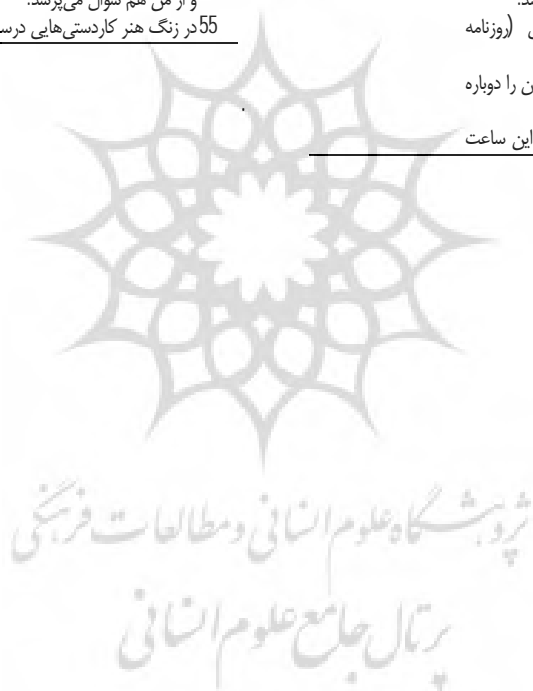 و از من هم سوال می‌پرسد.
55 در زنگ هنر کاردستی‌هایی
(روزنامه
ن را دوباره
این ساعت
پژوهشگاه علوم انسانی و مطالعات فرهنگی
پرتال جامع علوم انسانی